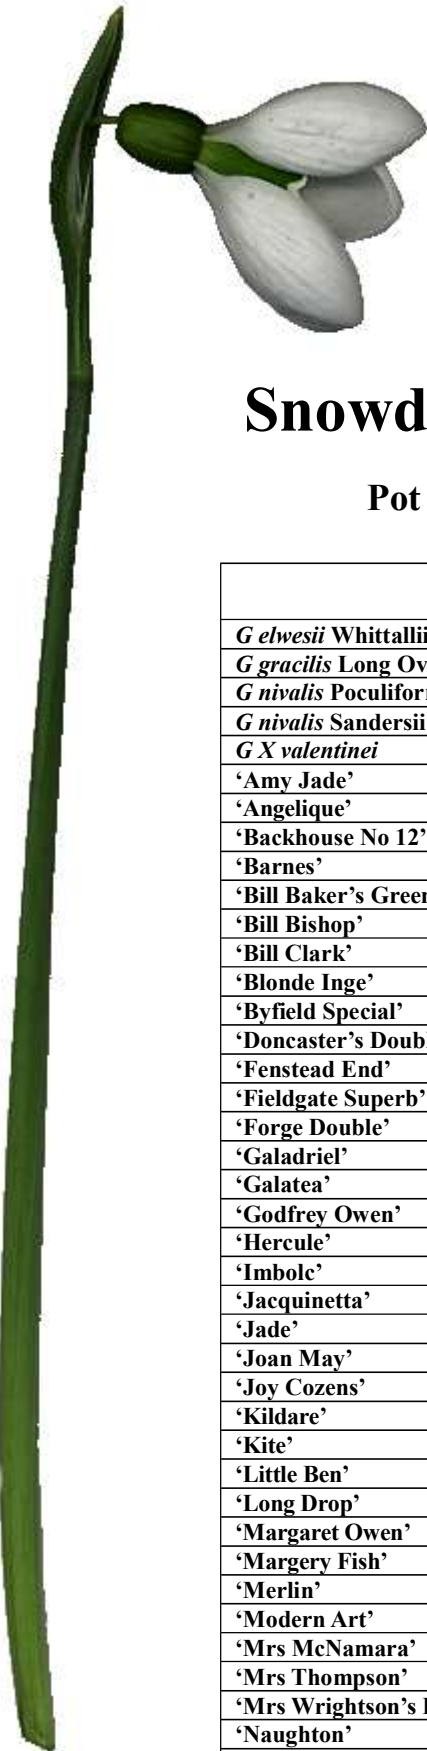 Snowd
Pot
G elwesii Whittallii
G gracilis Long Ov
G nivalis Poculifor
G nivalis Sandersii
G X valentinei
‘Amy Jade’
‘Angelique’
‘Backhouse No 12’
‘Barnes’
‘Bill Baker’s Green
‘Bill Bishop’
‘Bill Clark’
‘Blonde Inge’
‘Byfield Special’
‘Doncaster’s Doub
‘Fenstead End’
‘Fieldgate Superb’
‘Forge Double’
‘Galadriel’
‘Galatea’
‘Godfrey Owen’
‘Hercule’
‘Imbolc’
‘Jacquinetta’
‘Jade’
‘Joan May’
‘Joy Cozens’
‘Kildare’
‘Kite’
‘Little Ben’
‘Long Drop’
‘Margaret Owen’
‘Margery Fish’
‘Merlin’
‘Modern Art’
‘Mrs McNamara’
‘Mrs Thompson’
‘Mrs Wrightson’s
‘Naughton’